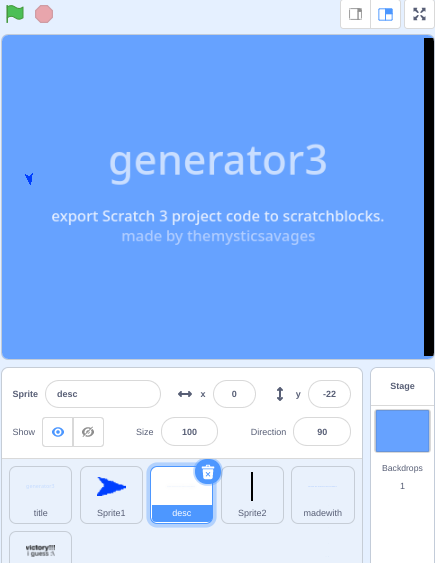 generator3
export Scratch 3 project code to scratchblocks.
made by themysticsavages
Sprite desc x 0 y -22
Show Size 100 Direction 90
Stage
Backdrops
1
generator3
title Sprite1 desc Sprite2 madewith
victory!!!
i guess :\